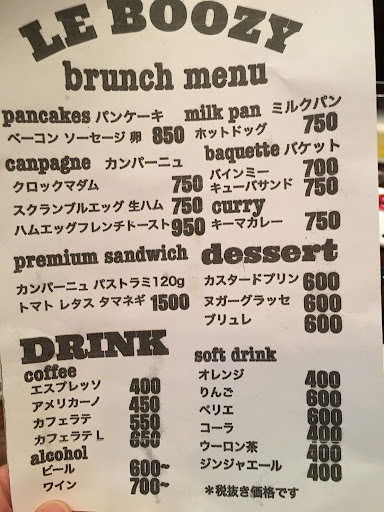 LE BOOZY
brunch menu
pancakes パンケーキ
ベーコン ソーセージ 卵 850
milk pan ミルクパン
ホットドッグ 750
canpagne カンパーニュ
クロックマダム 750
スクランブルエッグ 生ハム 750
ハムエッグフレンチトースト 950
baquette バケット
バインミー 700
キューバサンド 750
curry
キーマカレー 750
premium sandwich
カンパーニュ パストラミ120g
トマト レタス タマネギ 1500
dessert
カスタードプリン 600
ヌガーグラッセ 600
ブリュレ 600
DRINK
coffee
エスプレッソ 400
アメリカーノ 450
カフェラテ 550
カフェラテ L 650
alcohol
ビール 600~
ワイン 700~
soft drink
オレンジ 400
りんご 600
ペリエ 600
コーラ 400
ウーロン茶 400
ジンジャエール 400
*税抜き価格です